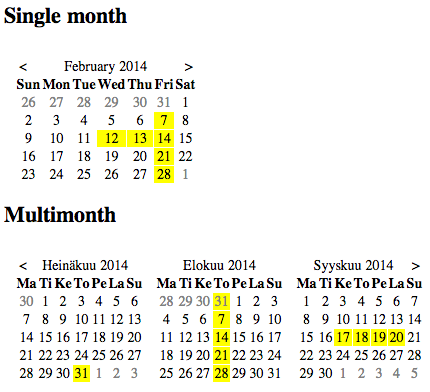 Single month
< February 2014 >
Sun Mon Tue Wed Thu Fri Sat
26 27 28 29 30 31 1
2 3 4 5 6 7 8
9 10 11 12 13 14 15
16 17 18 19 20 21 22
23 24 25 26 27 28 1
Multimonth
< Heinäkuu 2014 Elokuu 2014 Syyskuu 2014 >
Ma Ti Ke To Pe La Su Ma Ti Ke To Pe La Su Ma Ti Ke To Pe La Su
30 1 2 3 4 5 6 28 29 30 31 1 2 3 1 2 3 4 5 6 7
7 8 9 10 11 12 13 4 5 6 7 8 9 10 8 9 10 11 12 13 14
14 15 16 17 18 19 20 11 12 13 14 15 16 17 15 16 17 18 19 20 21
21 22 23 24 25 26 27 18 19 20 21 22 23 24 22 23 24 25 26 27 28
28 29 30 31 1 2 3 25 26 27 28 29 30 31 29 30 1 2 3 4 5